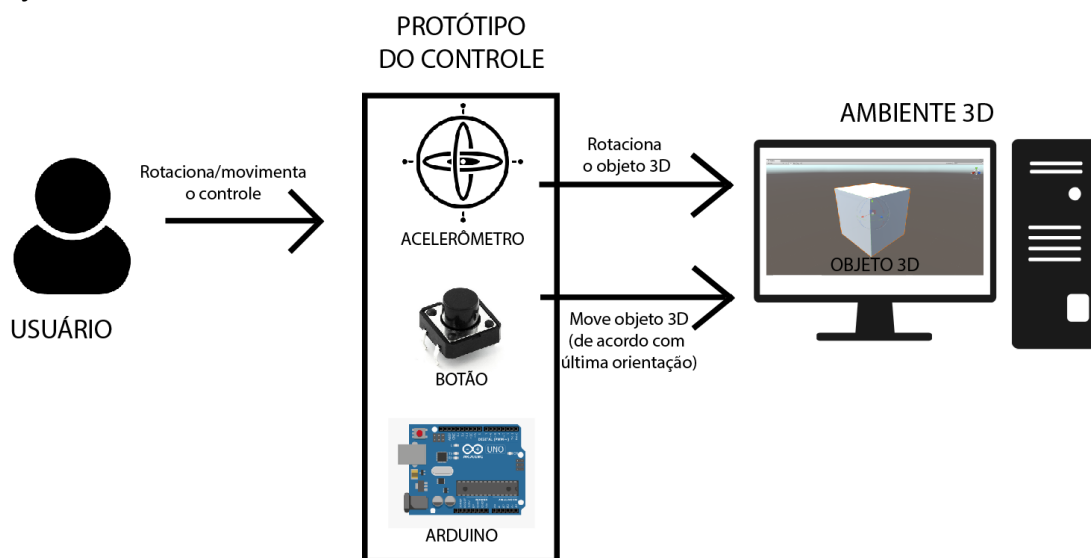 PROTÓTIPO
DO CONTROLE
AMBIENTE 3D
Rotaciona/movimenta
o controle
Rotaciona
o objeto 3D
ACELERÔMETRO
OBJETO 3D
USUÁRIO
Move objeto 3D
(de acordo com
última orientação)
BOTÃO
UNO
ARDUINO